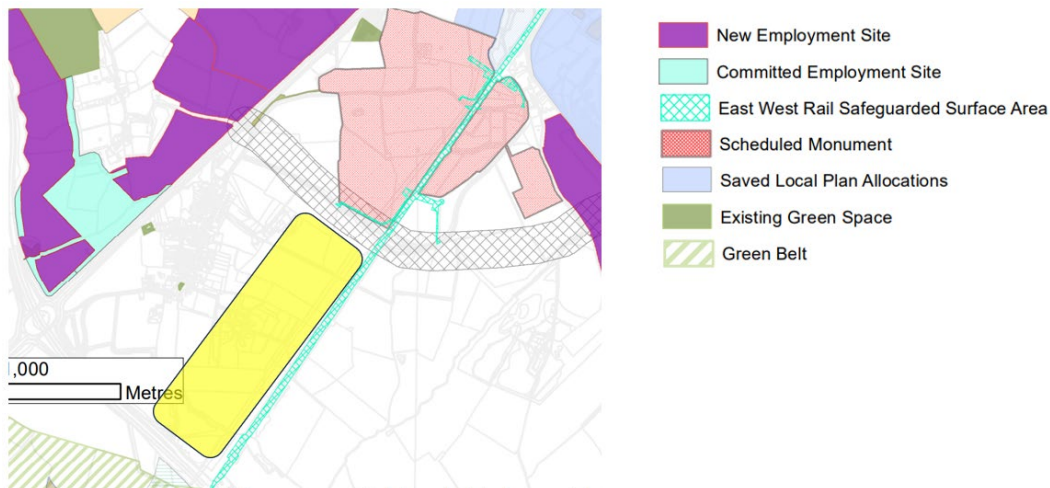 New Employment Site
Committed Employment Site
East West Rail Safeguarded Surface Area
Scheduled Monument
Saved Local Plan Allocations
Existing Green Space
Green Belt
,000
Metres